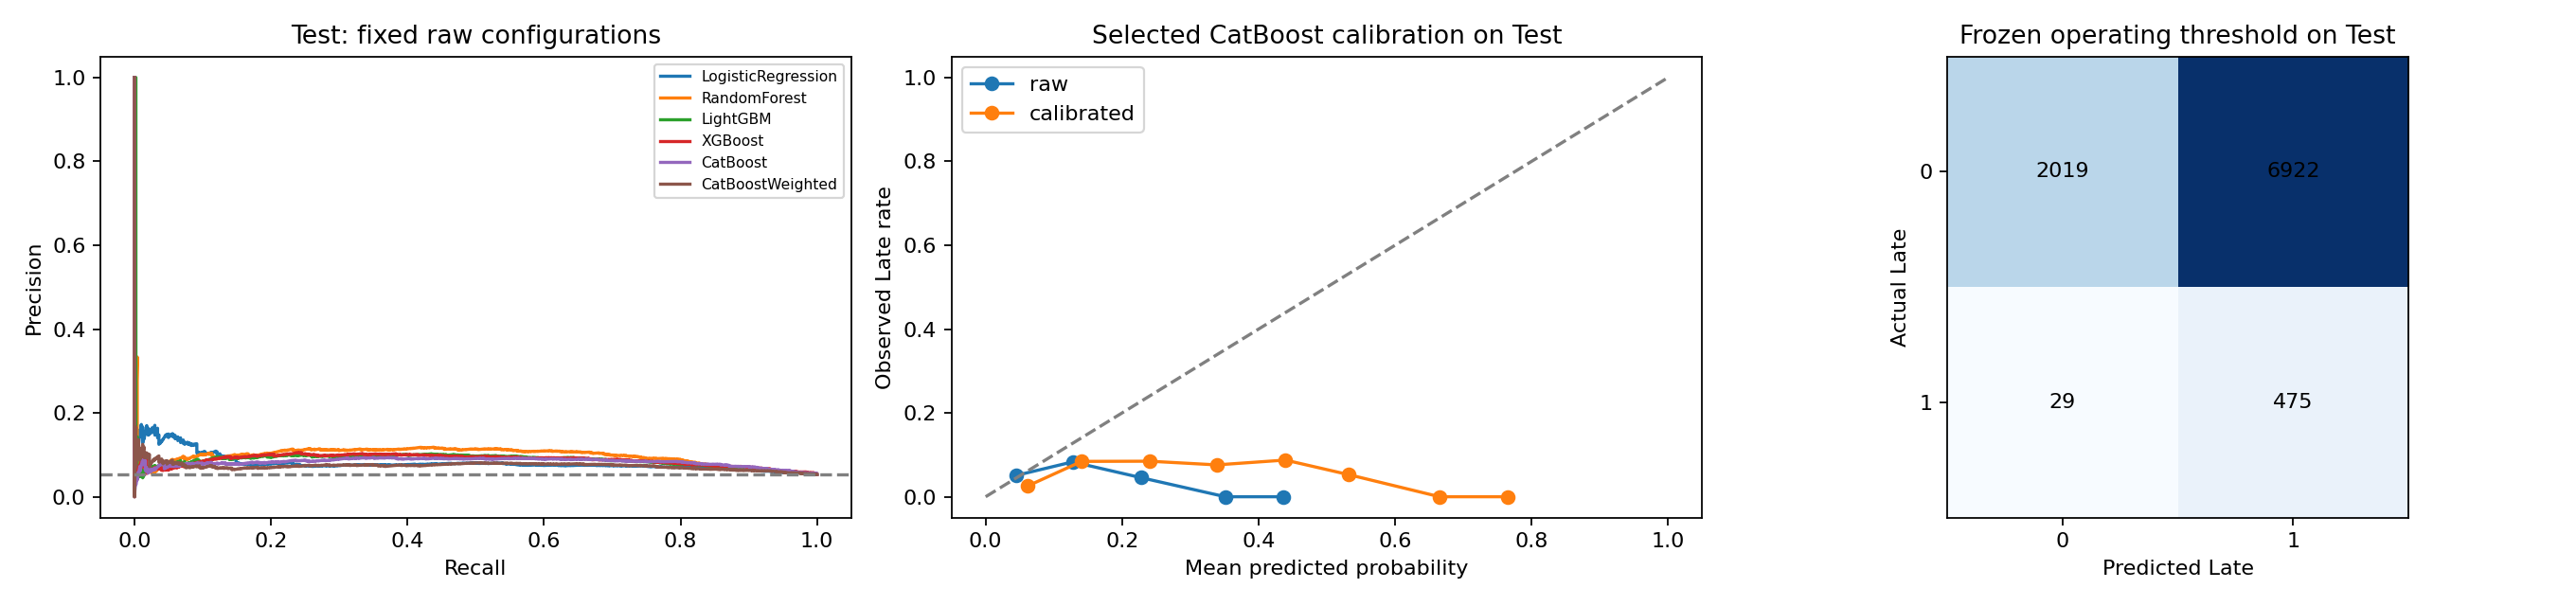 Test: fixed raw configurations
Precision
1.0
0.8
0.6
0.4
0.2
0.0
LogisticRegression
RandomForest
LightGBM
XGBoost
CatBoost
CatBoostWeighted
0.0 0.2 0.4 0.6 0.8 1.0
Recall
Selected CatBoost calibration on Test
Observed Late rate
1.0
0.8
0.6
0.4
0.2
0.0
raw
calibrated
0.0 0.2 0.4 0.6 0.8 1.0
Mean predicted probability
Frozen operating threshold on Test
Actual Late
0
2019 6922
1
29 475
0 1
Predicted Late